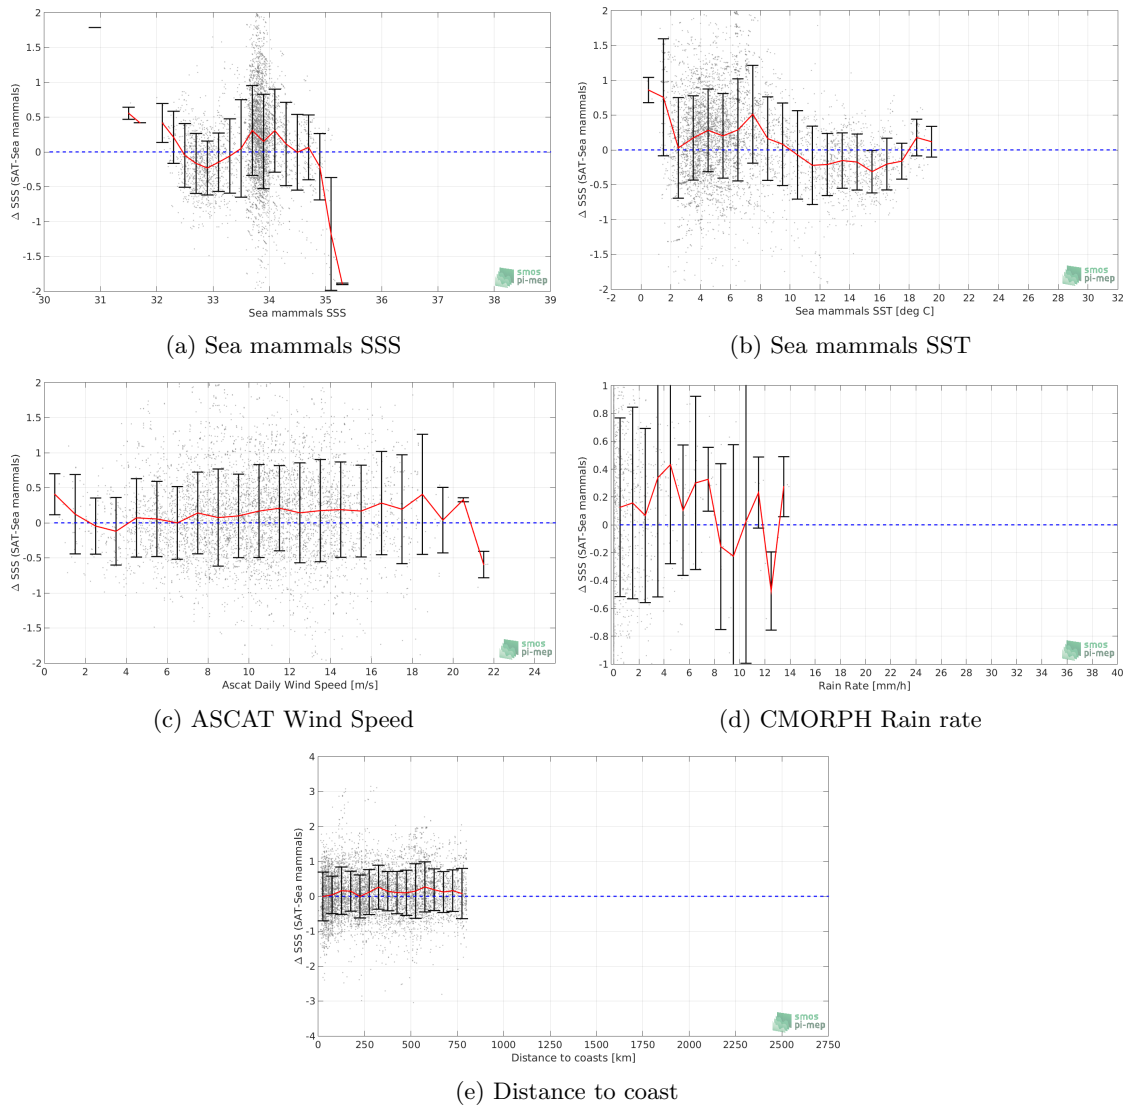 2
1.5
1
0.5
0
-0.5
-1
-1.5
-2
Δ SSS (SAT-Sea mammals)
30 31 32 33 34 35 36 37 38 39
Sea mammals SSS
smos
pi-mep
(a) Sea mammals SSS
2
1.5
1
0.5
0
-0.5
-1
-1.5
-2
Δ SSS (SAT-Sea mammals)
-2 0 2 4 6 8 10 12 14 16 18 20 22 24 26 28 30 32
Sea mammals SST [deg C]
smos
pi-mep
(b) Sea mammals SST
2
1.5
1
0.5
0
-0.5
-1
-1.5
-2
Δ SSS (SAT-Sea mammals)
0 2 4 6 8 10 12 14 16 18 20 22 24
Ascat Daily Wind Speed [m/s]
smos
pi-mep
(c) ASCAT Wind Speed
1
0.8
0.6
0.4
0.2
0
-0.2
-0.4
-0.6
-0.8
-1
Δ SSS (SAT-Sea mammals)
0 2 4 6 8 10 12 14 16 18 20 22 24 26 28 30 32 34 36 38 40
Rain Rate [mm/h]
smos
pi-mep
(d) CMORPH Rain rate
4
3
2
1
0
-1
-2
-3
-4
Δ SSS (SAT-Sea mammals)
0 250 500 750 1000 1250 1500 1750 2000 2250 2500 2750
Distance to coasts [km]
smos
pi-mep
(e) Distance to coast